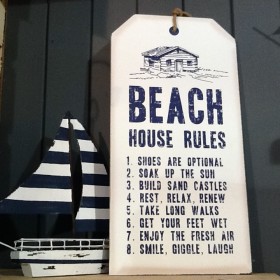 BEACH
HOUSE RULES
1. SHOES ARE OPTIONAL
2. SOAK UP THE SUN
3. BUILD SAND CASTLES
4. REST, RELAX, RENEW
5. TAKE LONG WALKS
6. GET YOUR FEET WET
7. ENJOY THE FRESH AIR
8. SMILE, GIGGLE, LAUGH